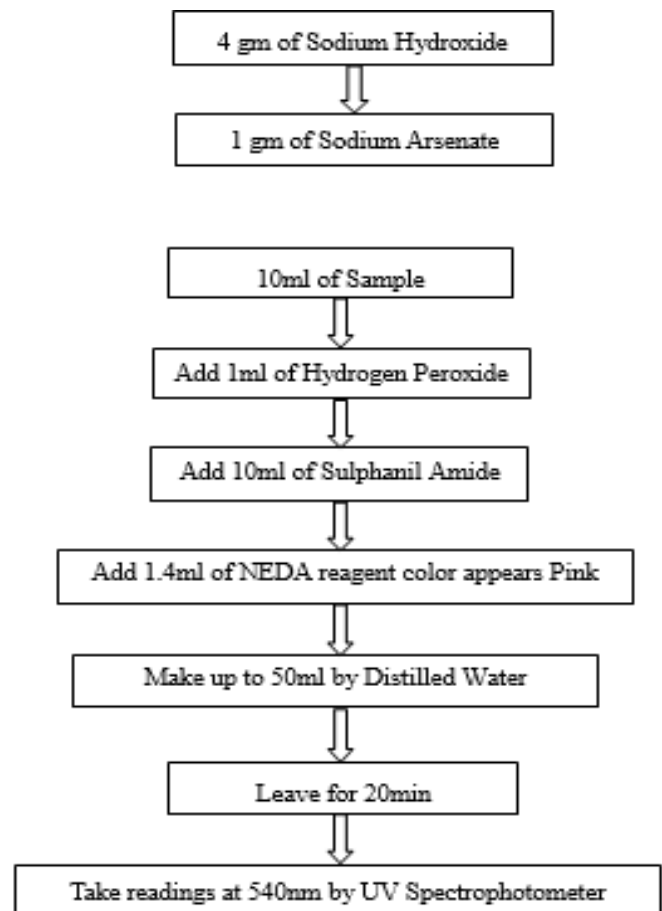 4 gm of Sodium Hydroxide
1 gm of Sodium Arsenate
10ml of Sample
Add 1ml of Hydrogen Peroxide
Add 10ml of Sulphanil Amide
Add 1.4ml of NEDA reagent color appears Pink
Make up to 50ml by Distilled Water
Leave for 20min
Take readings at 540nm by UV Spectrophotometer